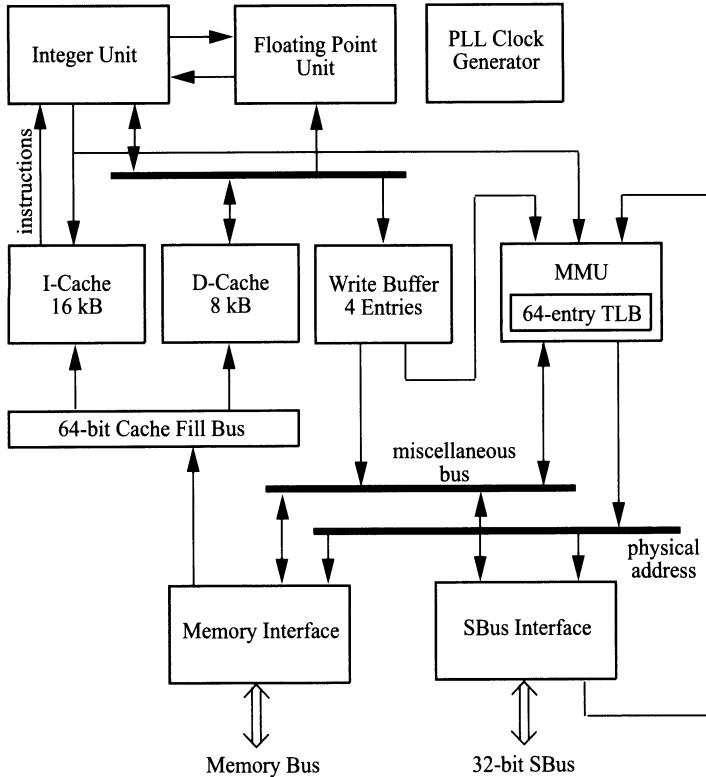 Integer Unit
Floating Point
Unit
PLL Clock
Generator
instructions
I-Cache
16 kB
D-Cache
8 kB
Write Buffer
4 Entries
MMU
64-entry TLB
64-bit Cache Fill Bus
miscellaneous
bus
physical
address
Memory Interface
SBus Interface
Memory Bus
32-bit SBus